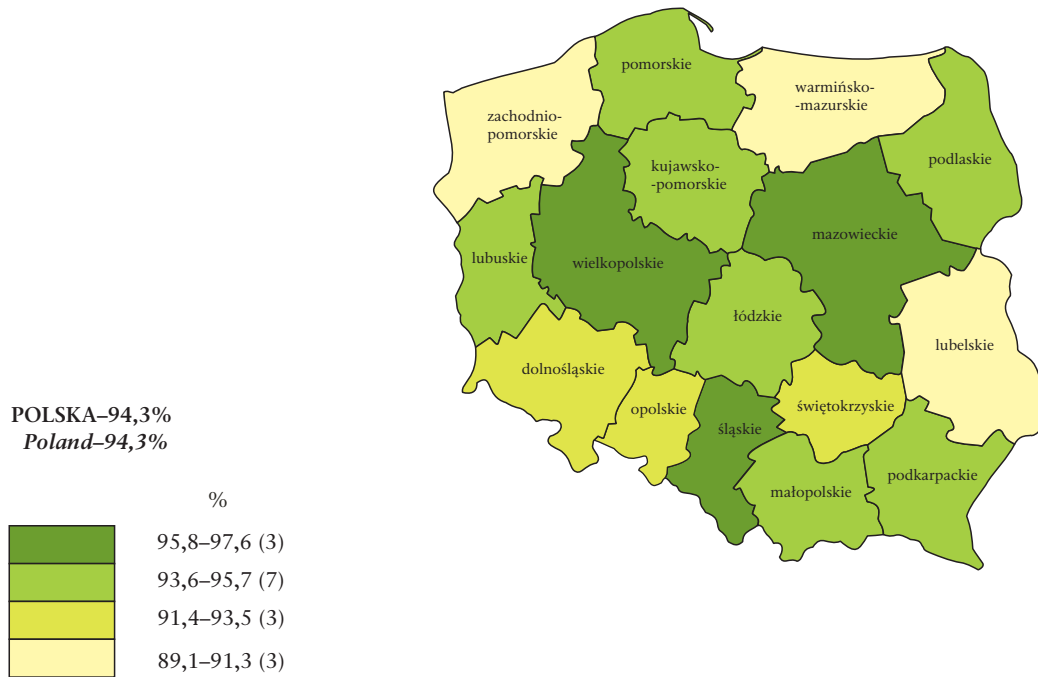 pomorskie
warmińsko-
-mazurskie
zachodnio-
pomorskie
podlaskie
kujawsko-
-pomorskie
mazowieckie
lubuskie
wielkopolskie
łódzkie
lubelskie
dolnośląskie
opolskie
świętokrzyskie
śląskie
podkarpackie
małopolskie
POLSKA–94,3%
Poland–94,3%
%
95,8–97,6 (3)
93,6–95,7 (7)
91,4–93,5 (3)
89,1–91,3 (3)